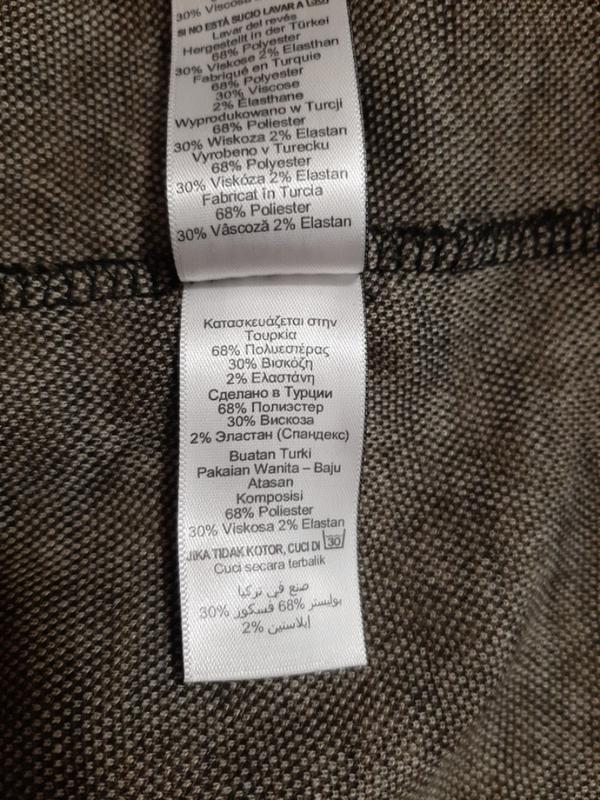 30% Viscosa
SI NO ESTÁ SUCIO LAVAR A 30
Lavar del revés
Hergestellt in der Türkei
68% Polyester
30% Viskose 2% Elasthan
Fabriqué en Turquie
68% Polyester
30% Viscose
2% Élasthane
Wyprodukowano w Turcji
68% Poliester
30% Wiskoza 2% Elastan
Vyrobeno v Turecku
68% Polyester
30% Viskóza 2% Elastan
Fabricat în Turcia
68% Poliester
30% Vâscoză 2% Elastan
Κατασκευάζεται στην
Τουρκία
68% Πολυεστέρας
30% Βισκόζη
2% Ελαστάνη
Сделано в Турции
68% Полиэстер
30% Вискоза
2% Эластан (Спандекс)
Buatan Turki
Pakaian Wanita – Baju
Atasan
Komposisi
68% Poliester
30% Viskosa 2% Elastan
JIKA TIDAK KOTOR, CUCI DI 30
Cuci secara terbalik
صنع في تركيا
بوليستر 68% فسكوز 30%
إيلاستين 2%